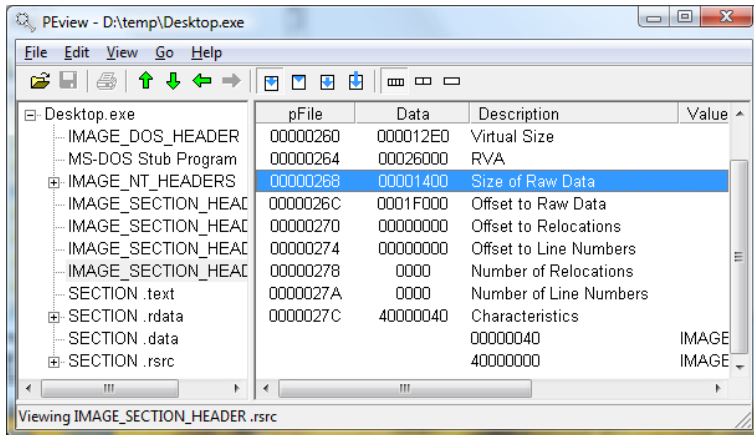 PEview - D:\temp\Desktop.exe
File Edit View Go Help
Desktop.exe
IMAGE_DOS_HEADER
MS-DOS Stub Program
IMAGE_NT_HEADERS
IMAGE_SECTION_HEAD
IMAGE_SECTION_HEAD
IMAGE_SECTION_HEAD
IMAGE_SECTION_HEAD
SECTION .text
SECTION .rdata
SECTION .data
SECTION .rsrc
pFile Data Description Value
00000260 000012E0 Virtual Size
00000264 00026000 RVA
00000268 00001400 Size of Raw Data
0000026C 0001F000 Offset to Raw Data
00000270 00000000 Offset to Relocations
00000274 00000000 Offset to Line Numbers
00000278 0000 Number of Relocations
0000027A 0000 Number of Line Numbers
0000027C 40000040 Characteristics
00000040 IMAGE
40000000 IMAGE
Viewing IMAGE_SECTION_HEADER .rsrc